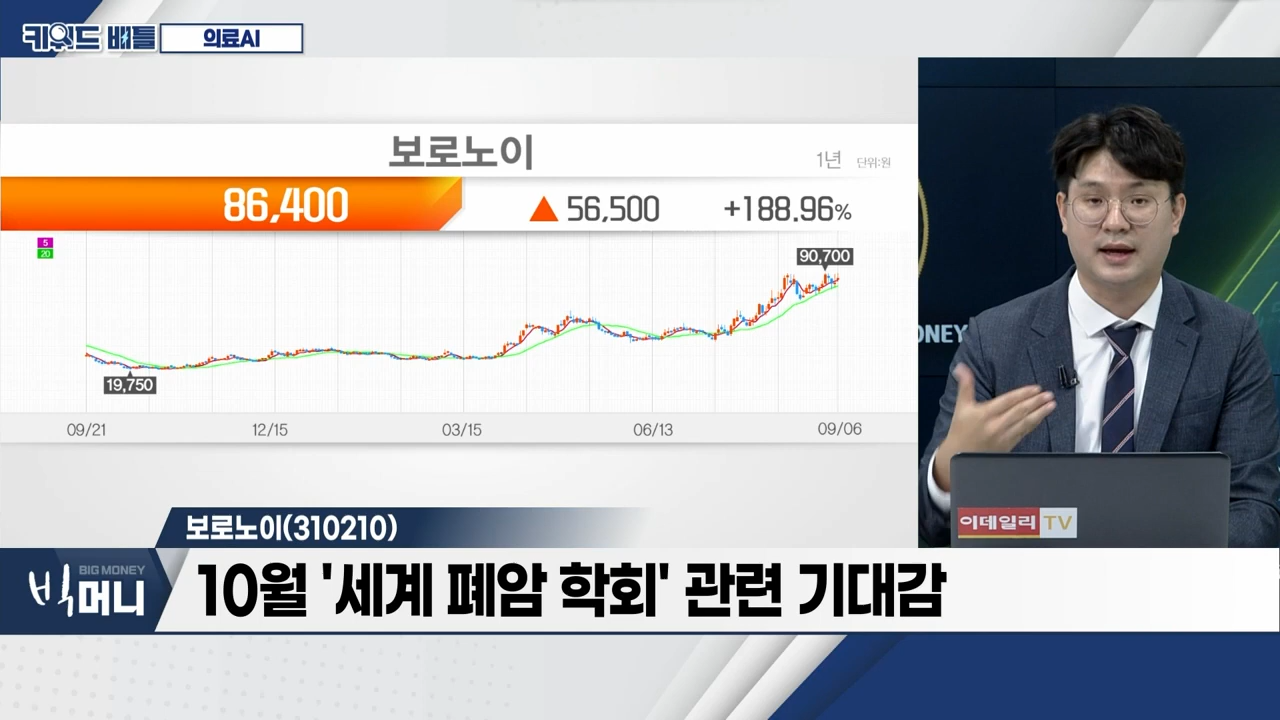 키워드 배틀
의료AI
보로노이
1년 단위:원
86,400 ▲ 56,500 +188.96%
5
20
90,700
19,750
09/21 12/15 03/15 06/13 09/06
MONEY
이데일리 TV
보로노이(310210)
BIG MONEY
빅머니
10월 '세계 폐암 학회' 관련 기대감